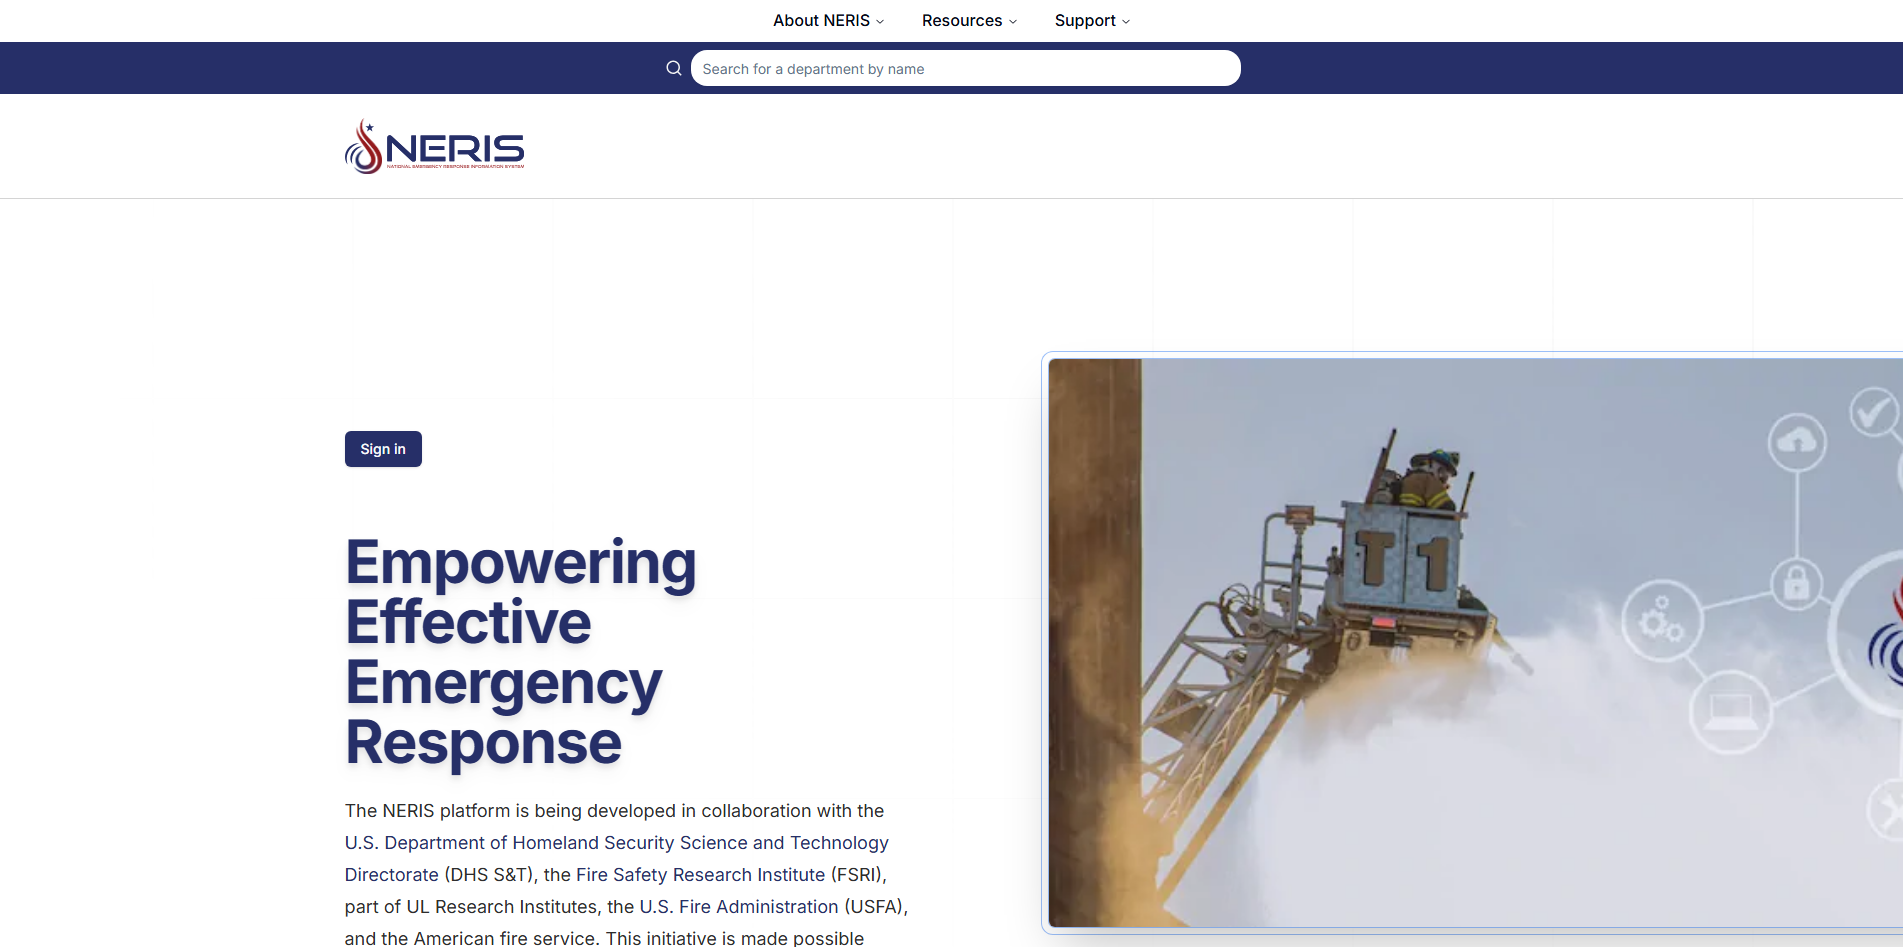 About NERIS
Resources
Support
Search for a department by name
NERIS
NATIONAL EMERGENCY RESPONSE INFORMATION SYSTEM
Sign in
Empowering
Effective
Emergency
Response
The NERIS platform is being developed in collaboration with the
U.S. Department of Homeland Security Science and Technology
Directorate (DHS S&T), the Fire Safety Research Institute (FSRI),
part of UL Research Institutes, the U.S. Fire Administration (USFA),
and the American fire service. This initiative is made possible
T1